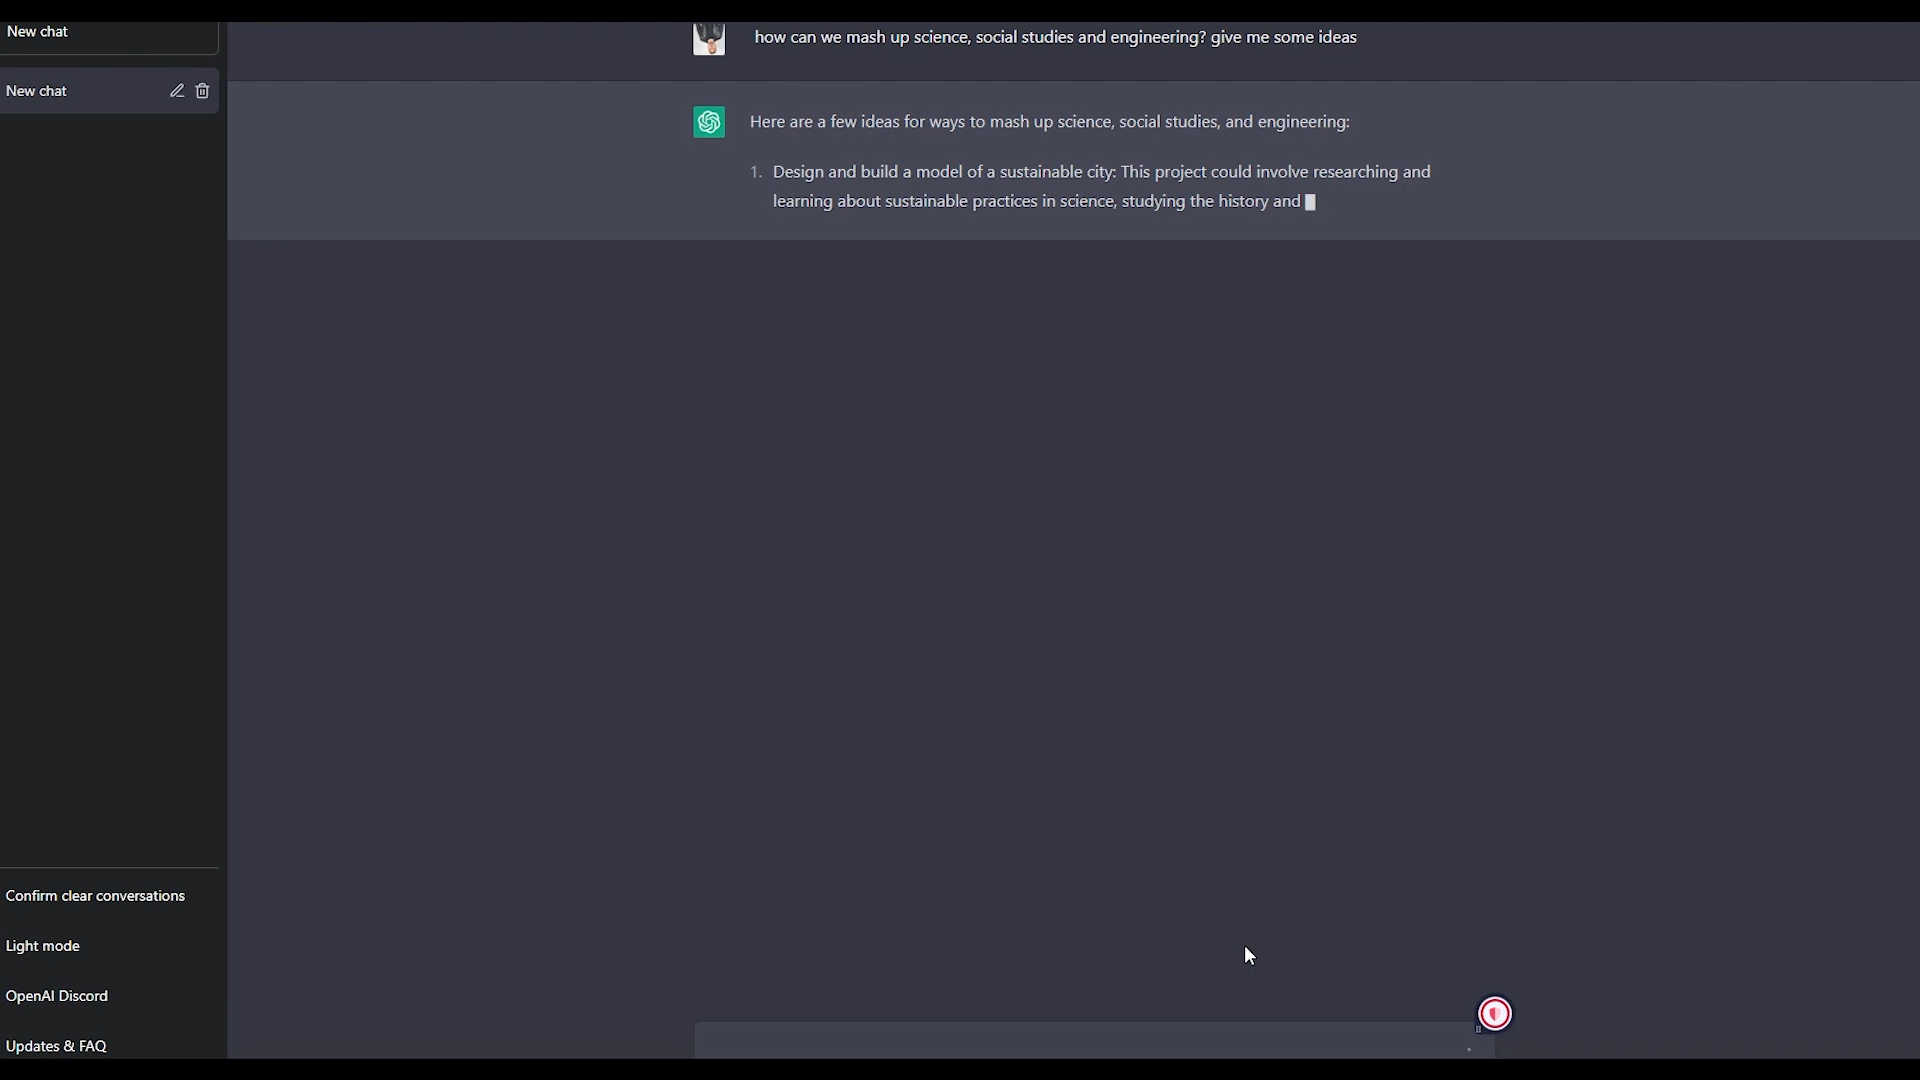 New chat
New chat
how can we mash up science, social studies and engineering? give me some ideas
Here are a few ideas for ways to mash up science, social studies, and engineering:
1. Design and build a model of a sustainable city: This project could involve researching and
learning about sustainable practices in science, studying the history and
Confirm clear conversations
Light mode
OpenAI Discord
Updates & FAQ